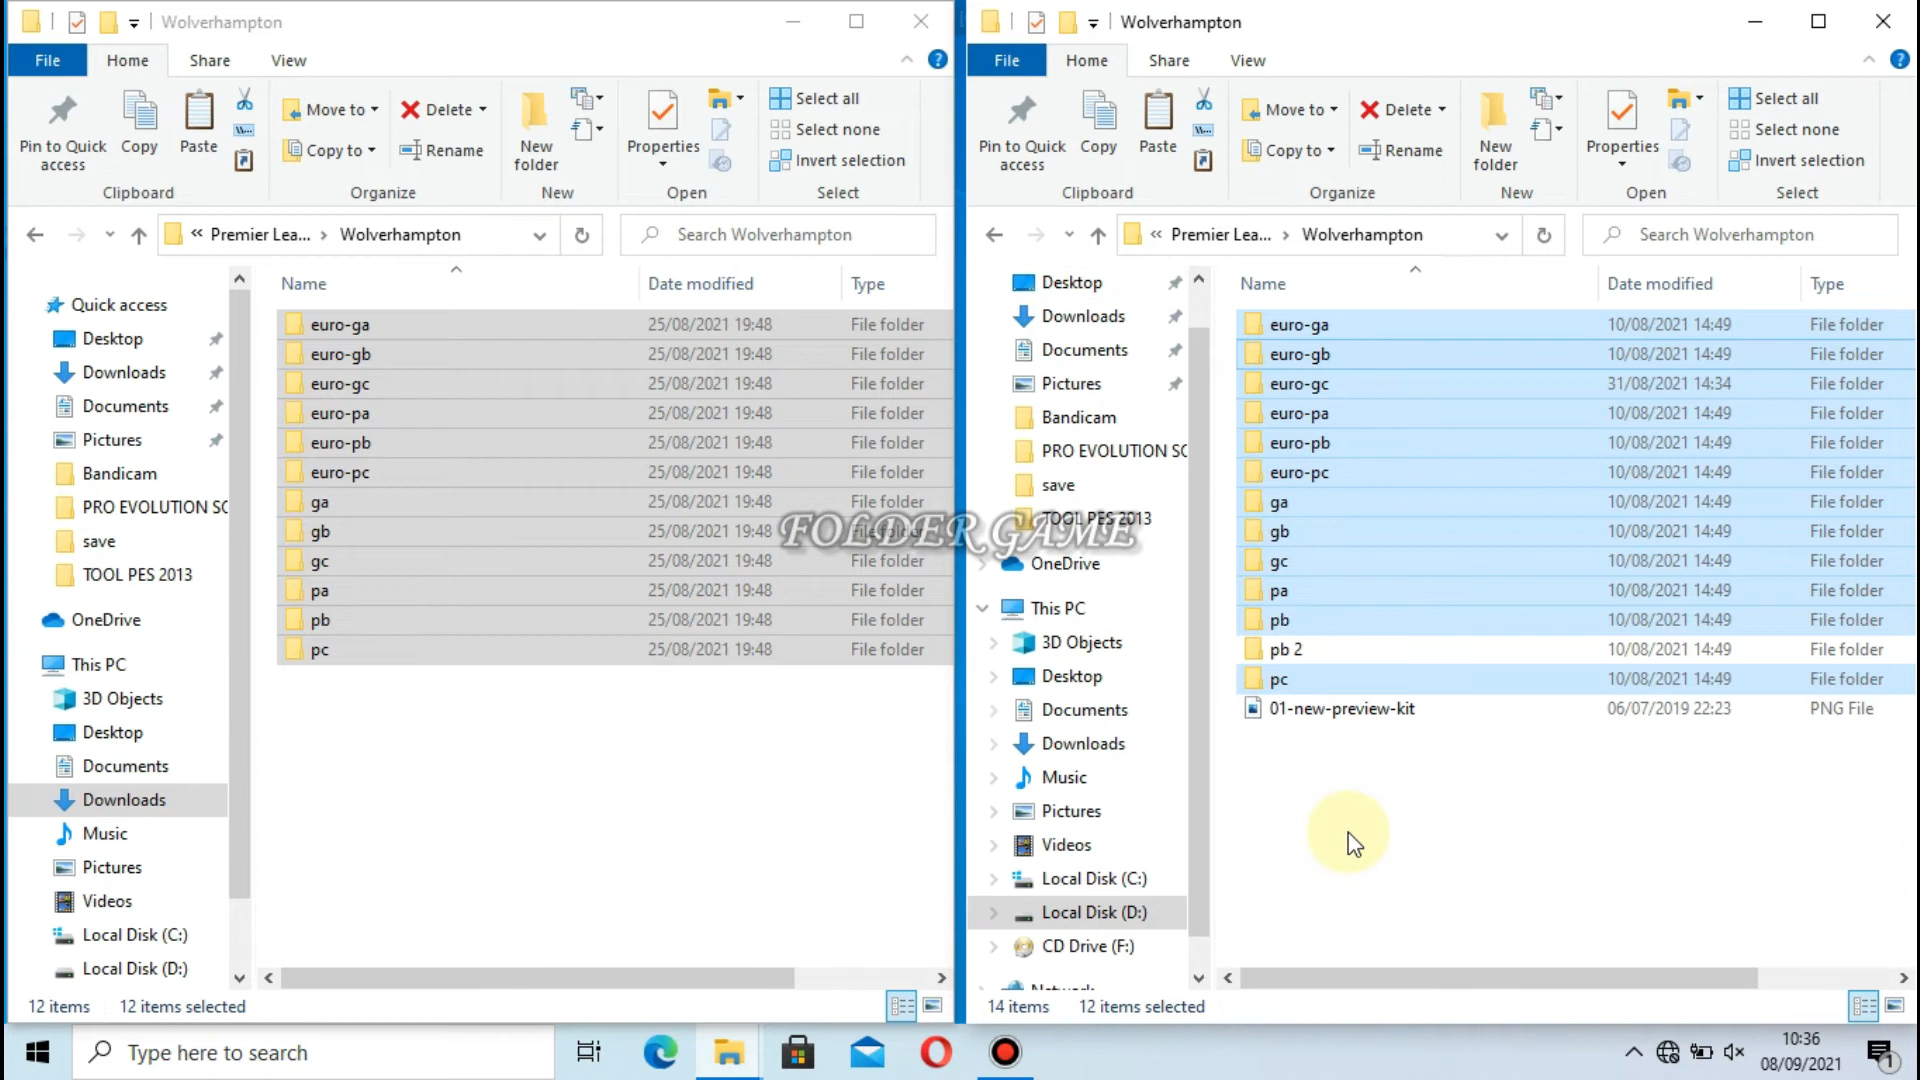 Wolverhampton
File Home Share View
Pin to Quick access
Copy
Paste
Move to
Copy to
Delete
Rename
New folder
Properties
Select all
Select none
Invert selection
Clipboard Organize New Open Select
« Premier Lea... › Wolverhampton
Search Wolverhampton
Name Date modified Type
Quick access
Desktop
Downloads
Documents
Pictures
Bandicam
PRO EVOLUTION SC
save
TOOL PES 2013
OneDrive
This PC
3D Objects
Desktop
Documents
Downloads
Music
Pictures
Videos
Local Disk (C:)
Local Disk (D:)
euro-ga 25/08/2021 19:48 File folder
euro-gb 25/08/2021 19:48 File folder
euro-gc 25/08/2021 19:48 File folder
euro-pa 25/08/2021 19:48 File folder
euro-pb 25/08/2021 19:48 File folder
euro-pc 25/08/2021 19:48 File folder
ga 25/08/2021 19:48 File folder
gb 25/08/2021 19:48 File folder
gc 25/08/2021 19:48 File folder
pa 25/08/2021 19:48 File folder
pb 25/08/2021 19:48 File folder
pc 25/08/2021 19:48 File folder
12 items 12 items selected
FOLDER GAME
Wolverhampton
File Home Share View
Pin to Quick access
Copy
Paste
Move to
Copy to
Delete
Rename
New folder
Properties
Select all
Select none
Invert selection
Clipboard Organize New Open Select
« Premier Lea... › Wolverhampton
Search Wolverhampton
Name Date modified Type
Desktop
Downloads
Documents
Pictures
Bandicam
PRO EVOLUTION SC
save
TOOL PES 2013
OneDrive
This PC
3D Objects
Desktop
Documents
Downloads
Music
Pictures
Videos
Local Disk (C:)
Local Disk (D:)
CD Drive (F:)
Network
euro-ga 10/08/2021 14:49 File folder
euro-gb 10/08/2021 14:49 File folder
euro-gc 31/08/2021 14:34 File folder
euro-pa 10/08/2021 14:49 File folder
euro-pb 10/08/2021 14:49 File folder
euro-pc 10/08/2021 14:49 File folder
ga 10/08/2021 14:49 File folder
gb 10/08/2021 14:49 File folder
gc 10/08/2021 14:49 File folder
pa 10/08/2021 14:49 File folder
pb 10/08/2021 14:49 File folder
pb 2 10/08/2021 14:49 File folder
pc 10/08/2021 14:49 File folder
01-new-preview-kit 06/07/2019 22:23 PNG File
14 items 12 items selected
Type here to search
10:36
08/09/2021
1